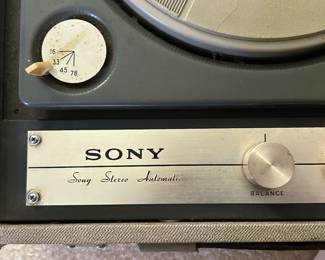 16
33
45 78
SONY
Sony Stereo Automatic
BALANCE